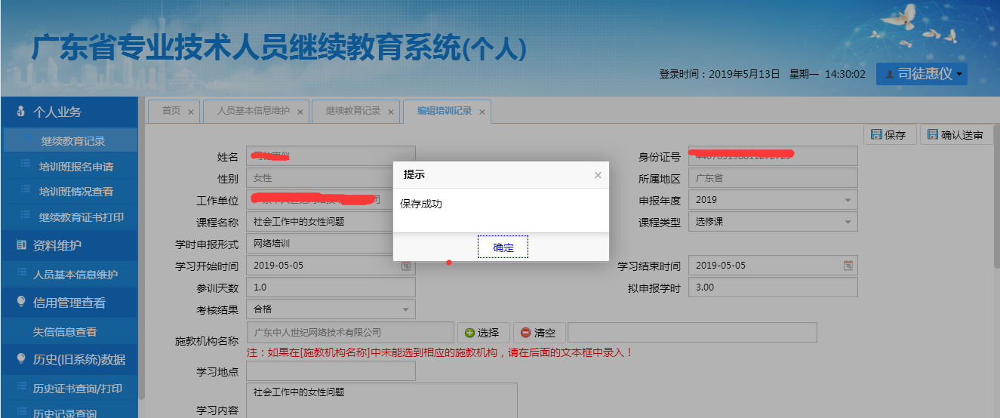 广东省专业技术人员继续教育系统(个人)
登录时间：2019年5月13日 星期一 14:30:02 司徒惠仪
个人业务
继续教育记录
培训班报名申请
培训班情况查看
继续教育证书打印
资料维护
人员基本信息维护
信用管理查看
失信信息查看
历史(旧系统)数据
历史证书查询/打印
历史记录查询
首页 × 人员基本信息维护 × 继续教育记录 × 编辑培训记录 ×
保存 确认送审
姓名
身份证号
性别 女性
所属地区 广东省
工作单位
申报年度 2019
课程名称 社会工作中的女性问题
课程类型 选修课
学时申报形式 网络培训
学习开始时间 2019-05-05
学习结束时间 2019-05-05
参训天数 1.0
拟申报学时 3.00
考核结果 合格
施教机构名称 广东中人世纪网络技术有限公司 选择 清空
注：如果在[施教机构名称]中未能选到相应的施教机构，请在后面的文本框中录入！
学习地点
学习内容 社会工作中的女性问题
提示 ×
保存成功
确定